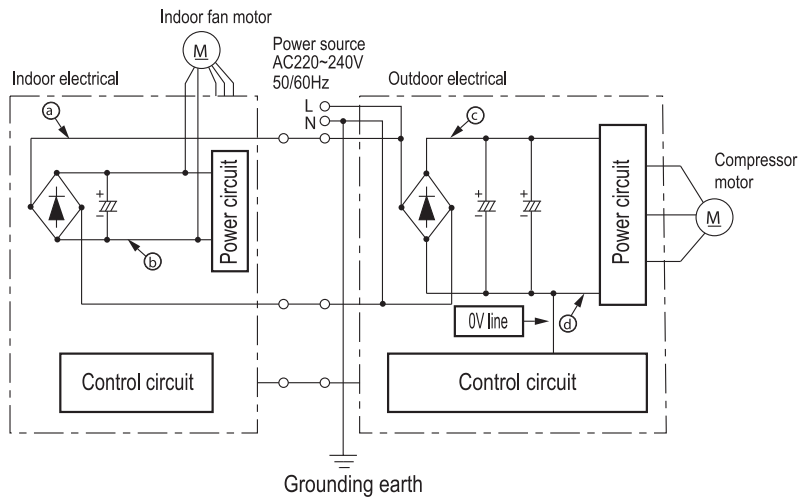 Indoor fan motor
M
Power source
AC220~240V
50/60Hz
Indoor electrical
Outdoor electrical
a
L
N
c
Compressor
motor
M
+
−
Power circuit
+
−
+
−
Power circuit
b
0V line
d
Control circuit
Control circuit
Grounding earth